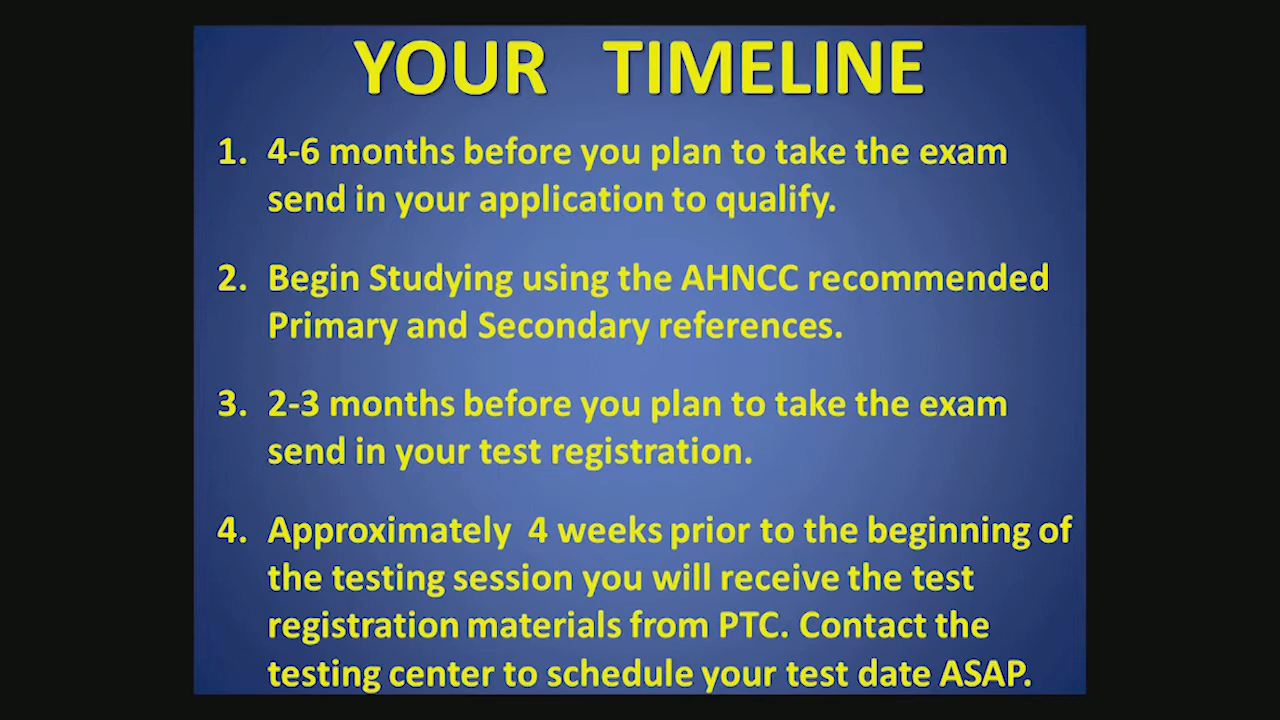 YOUR TIMELINE
1. 4-6 months before you plan to take the exam
send in your application to qualify.
2. Begin Studying using the AHNCC recommended
Primary and Secondary references.
3. 2-3 months before you plan to take the exam
send in your test registration.
4. Approximately 4 weeks prior to the beginning of
the testing session you will receive the test
registration materials from PTC. Contact the
testing center to schedule your test date ASAP.